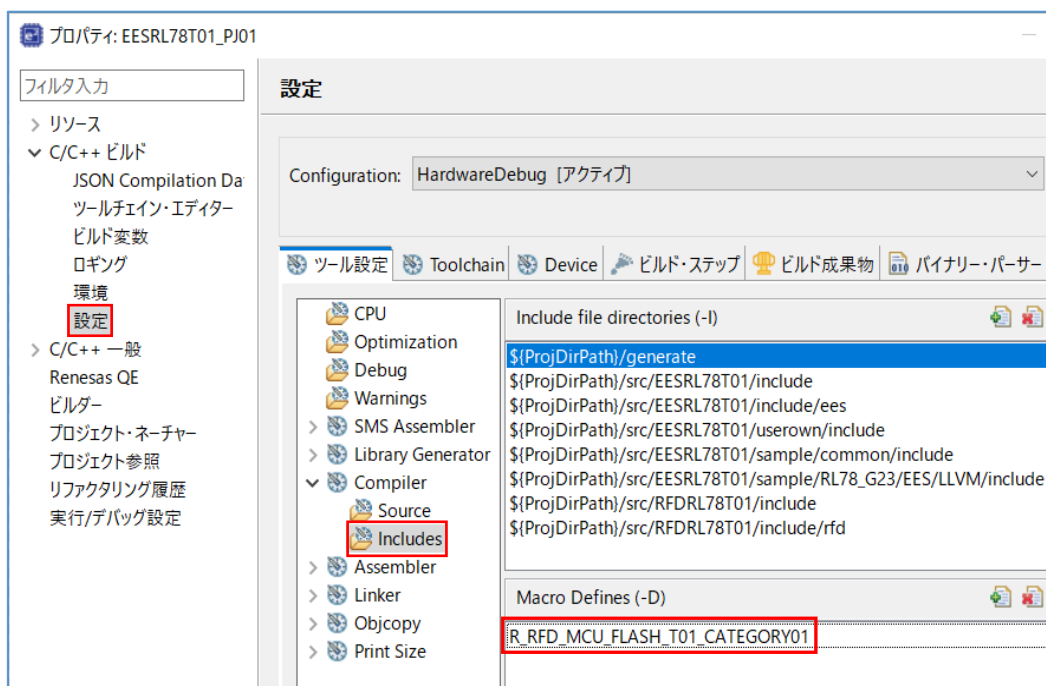 プロパティ: EESRL78T01_PJ01
フィルタ入力
リソース
C/C++ ビルド
JSON Compilation Da
ツールチェイン・エディター
ビルド変数
ロギング
環境
設定
C/C++ 一般
Renesas QE
ビルダー
プロジェクト・ネーチャー
プロジェクト参照
リファクタリング履歴
実行/デバッグ設定
設定
Configuration: HardwareDebug [アクティブ]
ツール設定 Toolchain Device ビルド・ステップ ビルド成果物 バイナリー・パーサー
CPU
Optimization
Debug
Warnings
SMS Assembler
Library Generator
Compiler
Source
Includes
Assembler
Linker
Objcopy
Print Size
Include file directories (-I)
${ProjDirPath}/generate
${ProjDirPath}/src/EESRL78T01/include
${ProjDirPath}/src/EESRL78T01/include/ees
${ProjDirPath}/src/EESRL78T01/userown/include
${ProjDirPath}/src/EESRL78T01/sample/common/include
${ProjDirPath}/src/EESRL78T01/sample/RL78_G23/EES/LLVM/include
${ProjDirPath}/src/RFDRL78T01/include
${ProjDirPath}/src/RFDRL78T01/include/rfd
Macro Defines (-D)
R_RFD_MCU_FLASH_T01_CATEGORY01